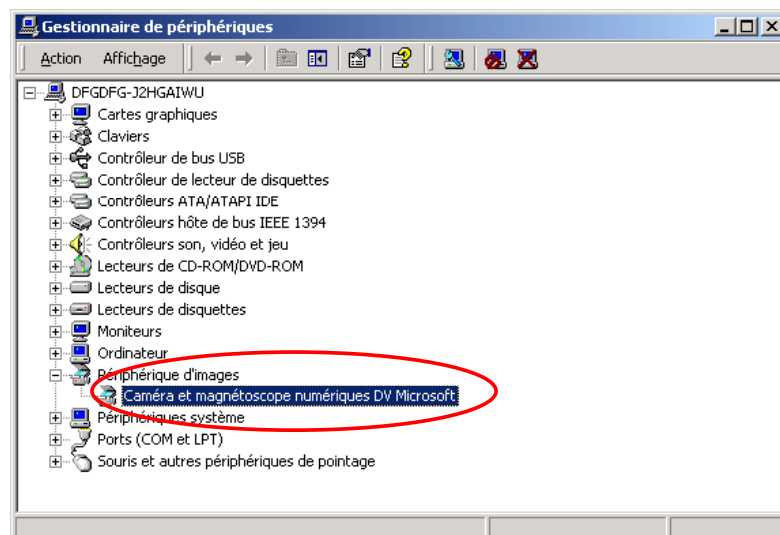 Gestionnaire de périphériques
Action Affichage
DFGDFG-J2HGAIWU
Cartes graphiques
Claviers
Contrôleur de bus USB
Contrôleur de lecteur de disquettes
Contrôleurs ATA/ATAPI IDE
Contrôleurs hôte de bus IEEE 1394
Contrôleurs son, vidéo et jeu
Lecteurs de CD-ROM/DVD-ROM
Lecteurs de disque
Lecteurs de disquettes
Moniteurs
Ordinateur
Périphérique d'images
Caméra et magnétoscope numériques DV Microsoft
Périphériques système
Ports (COM et LPT)
Souris et autres périphériques de pointage